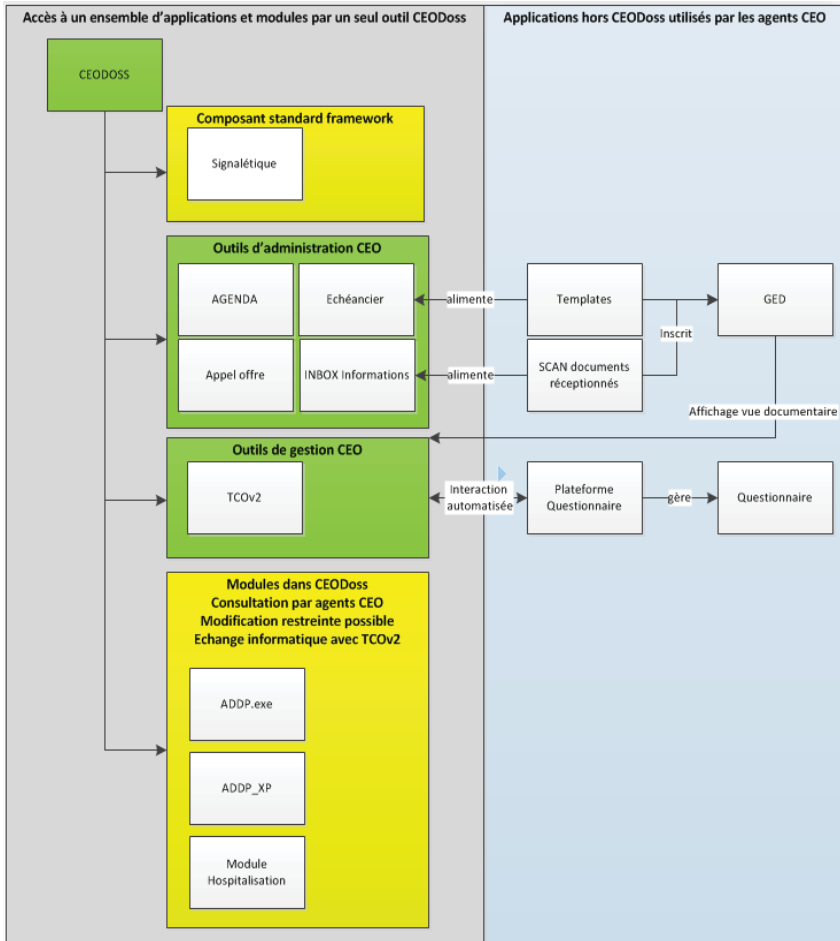 Accès à un ensemble d'applications et modules par un seul outil CEODoss
Applications hors CEODoss utilisés par les agents CEO
CEODOSS
Composant standard framework
Signalétique
Outils d'administration CEO
AGENDA
Echéancier
alimente
Templates
GED
Inscrit
Appel offre
INBOX Informations
alimente
SCAN documents
réceptionnés
Affichage vue documentaire
Outils de gestion CEO
TCOv2
Interaction
automatisée
Plateforme
Questionnaire
gère
Questionnaire
Modules dans CEODoss
Consultation par agents CEO
Modification restreinte possible
Echange informatique avec TCOv2
ADDP.exe
ADDP_XP
Module
Hospitalisation